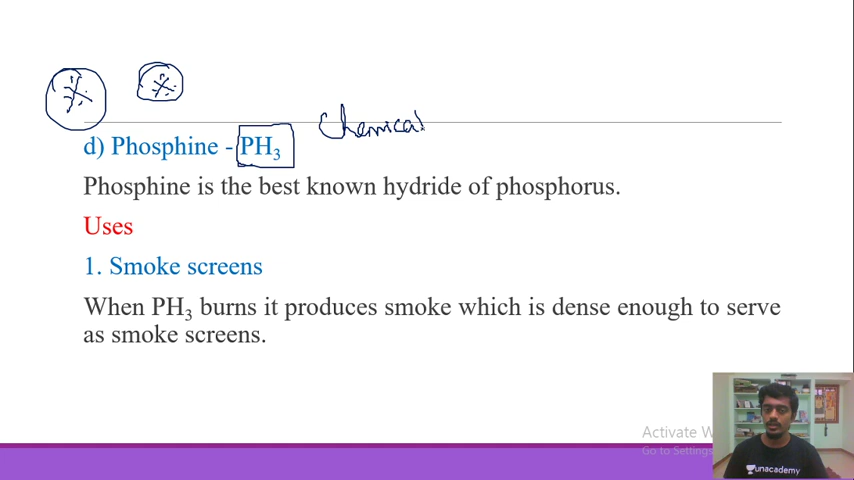 Chemical
d) Phosphine - PH₃
Phosphine is the best known hydride of phosphorus.
Uses
1. Smoke screens
When PH₃ burns it produces smoke which is dense enough to serve
as smoke screens.
Activate W
Go to Settings
unacademy